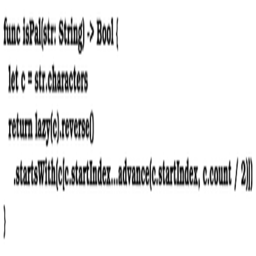 func isPal(str: String) -> Bool {
let c = str.characters
return lazy(c).reverse()
.startsWith(c[c.startIndex...advance(c.startIndex, c.count / 2)])
}